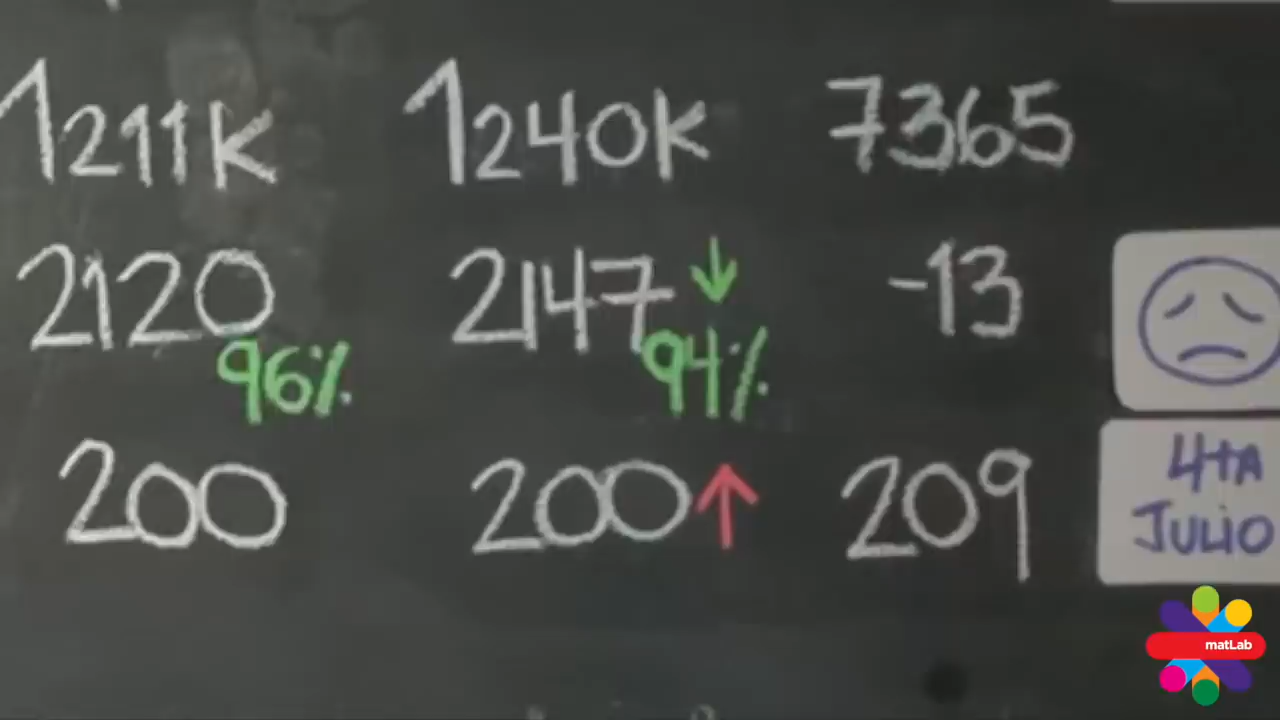 1211K 1240K 7365
2120 2147 ↓ -13
96% 94%
200 200 ↑ 209
4TA
JULIO
matLab